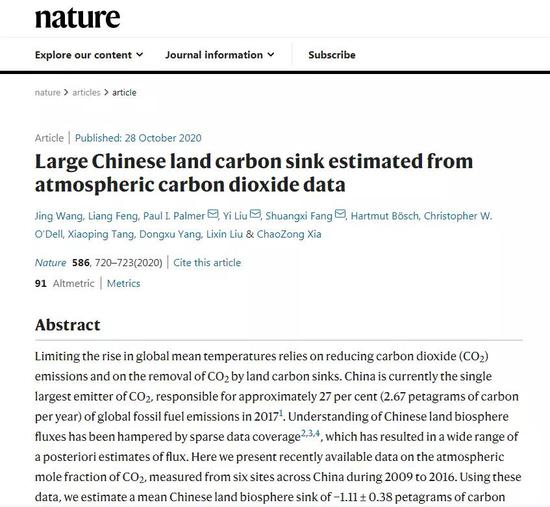 nature
Explore our content Journal information Subscribe
nature > articles > article
Article | Published: 28 October 2020
Large Chinese land carbon sink estimated from
atmospheric carbon dioxide data
Jing Wang, Liang Feng, Paul I. Palmer, Yi Liu, Shuangxi Fang, Hartmut Bösch, Christopher W.
O'Dell, Xiaoping Tang, Dongxu Yang, Lixin Liu & ChaoZong Xia
Nature 586, 720–723(2020) | Cite this article
91 Altmetric | Metrics
Abstract
Limiting the rise in global mean temperatures relies on reducing carbon dioxide (CO₂)
emissions and on the removal of CO₂ by land carbon sinks. China is currently the single
largest emitter of CO₂, responsible for approximately 27 per cent (2.67 petagrams of carbon
per year) of global fossil fuel emissions in 2017¹. Understanding of Chinese land biosphere
fluxes has been hampered by sparse data coverage²,³,⁴, which has resulted in a wide range of
a posteriori estimates of flux. Here we present recently available data on the atmospheric
mole fraction of CO₂, measured from six sites across China during 2009 to 2016. Using these
data, we estimate a mean Chinese land biosphere sink of −1.11 ± 0.38 petagrams of carbon